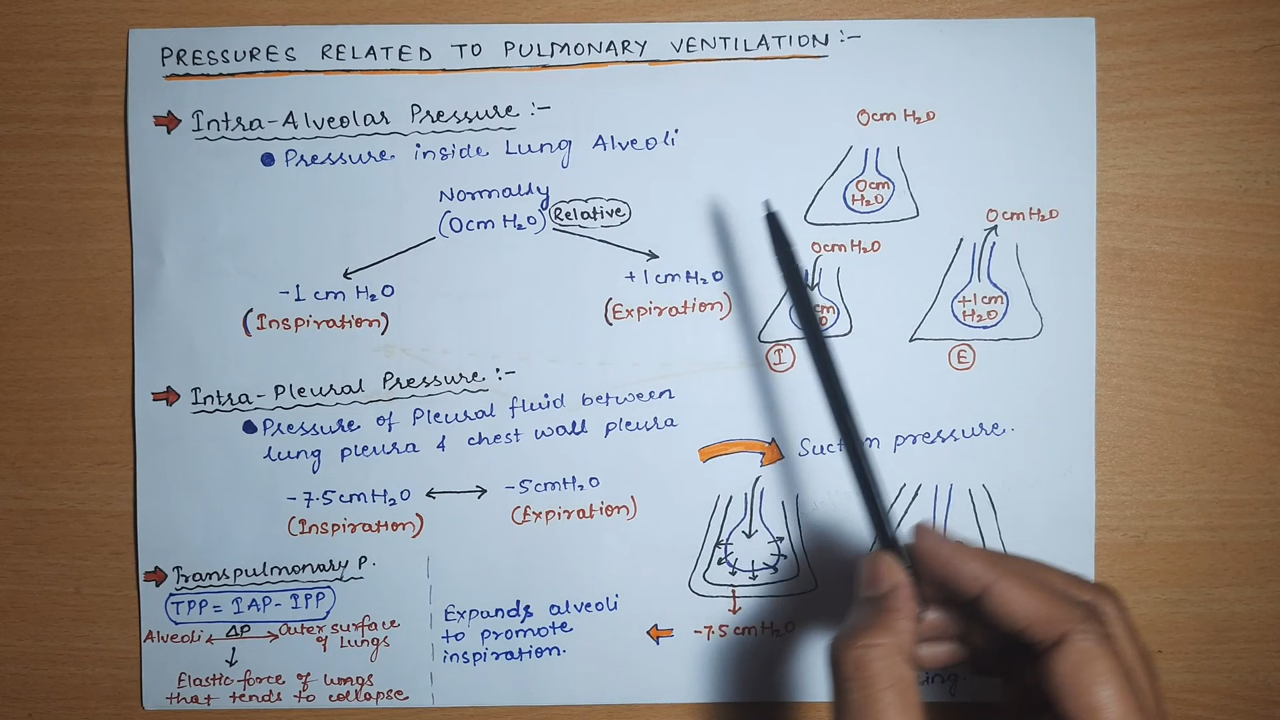 PRESSURES RELATED TO PULMONARY VENTILATION :-
Intra-Alveolar Pressure :-
Pressure inside Lung Alveoli
Normally
(0cm H₂O) Relative
-1 cm H₂O
(Inspiration)
+1 cm H₂O
(Expiration)
0cm H₂O
0cm
H₂O
0cm H₂O
cm
I
0cm H₂O
+1cm
H₂O
E
Intra-Pleural Pressure :-
Pressure of Pleural fluid between
lung pleura & chest wall pleura
-7.5cmH₂O ↔ -5cmH₂O
(Inspiration) (Expiration)
pressure.
Transpulmonary P.
TPP = IAP - IPP
Alveoli ← ΔP → Outer surface
of Lungs
Elastic force of lungs
that tends to collapse
Expands alveoli
to promote
inspiration.
-7.5 cmH₂O